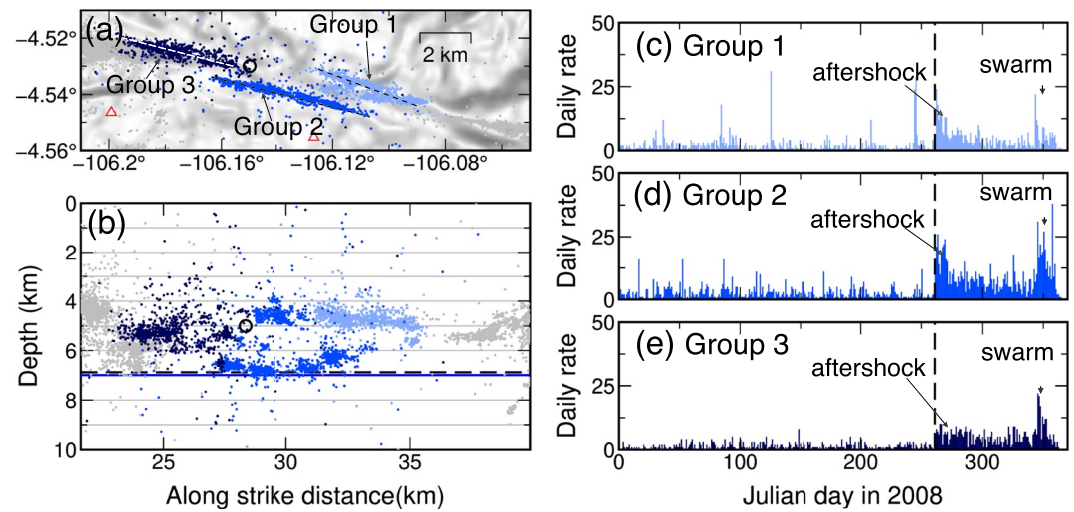 (a)
Group 1
2 km
Group 3
Group 2
−4.52°
−4.54°
−4.56°
−106.2°
−106.16°
−106.12°
−106.08°
(b)
0
2
4
6
8
10
Depth (km)
25
30
35
Along strike distance(km)
(c) Group 1
aftershock
swarm
50
25
0
Daily rate
(d) Group 2
aftershock
swarm
50
25
0
Daily rate
(e) Group 3
aftershock
swarm
50
25
0
Daily rate
0
100
200
300
Julian day in 2008